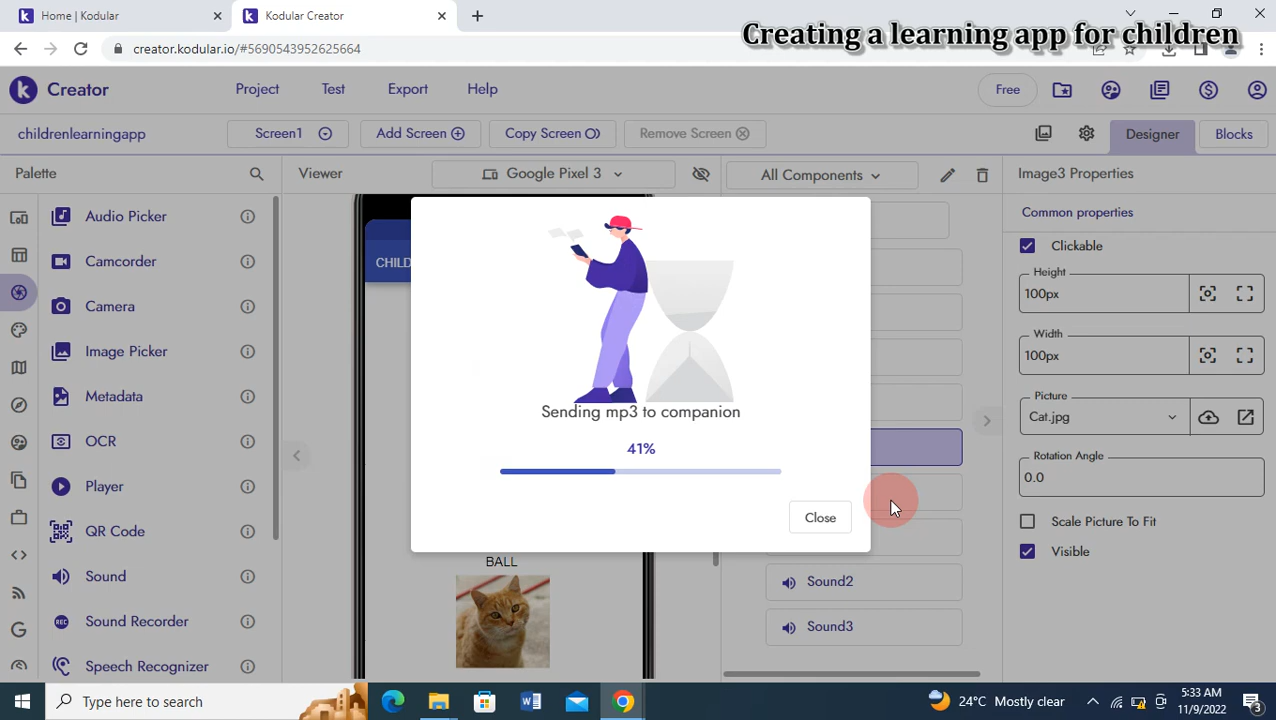 Home | Kodular
Kodular Creator
Creating a learning app for children
creator.kodular.io/#5690543952625664
Creator
Project
Test
Export
Help
Free
childrenlearningapp
Screen1
Add Screen
Copy Screen
Remove Screen
Designer
Blocks
Palette
Viewer
Google Pixel 3
All Components
Image3 Properties
Audio Picker
Camcorder
Camera
Image Picker
Metadata
OCR
Player
QR Code
Sound
Sound Recorder
Speech Recognizer
CHILD
Sending mp3 to companion
41%
Close
BALL
Sound2
Sound3
Common properties
Clickable
Height
100px
Width
100px
Picture
Cat.jpg
Rotation Angle
0.0
Scale Picture To Fit
Visible
Type here to search
24°C Mostly clear
5:33 AM
11/9/2022
3